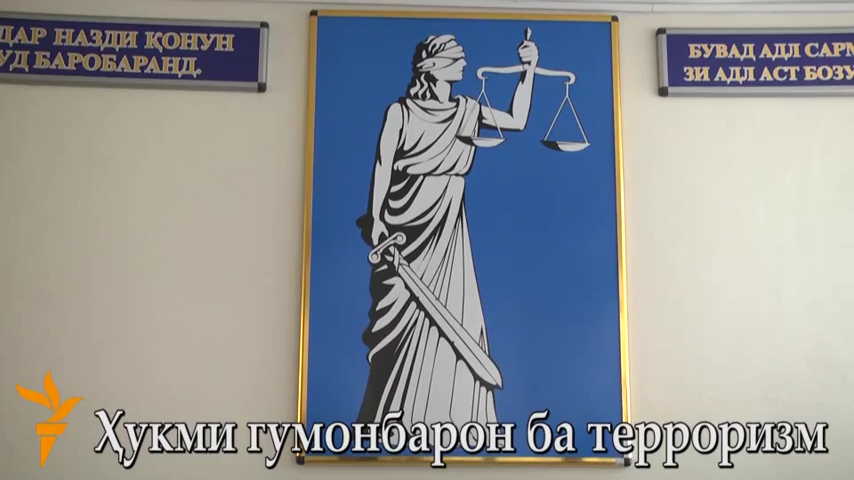 ДАР НАЗДИ ҚОНУН
УД БАРОБАРАНД.
БУВАД АДЛ САРМ
ЗИ АДЛ АСТ БОЗУ
Ҳукми гумонбарон ба терроризм